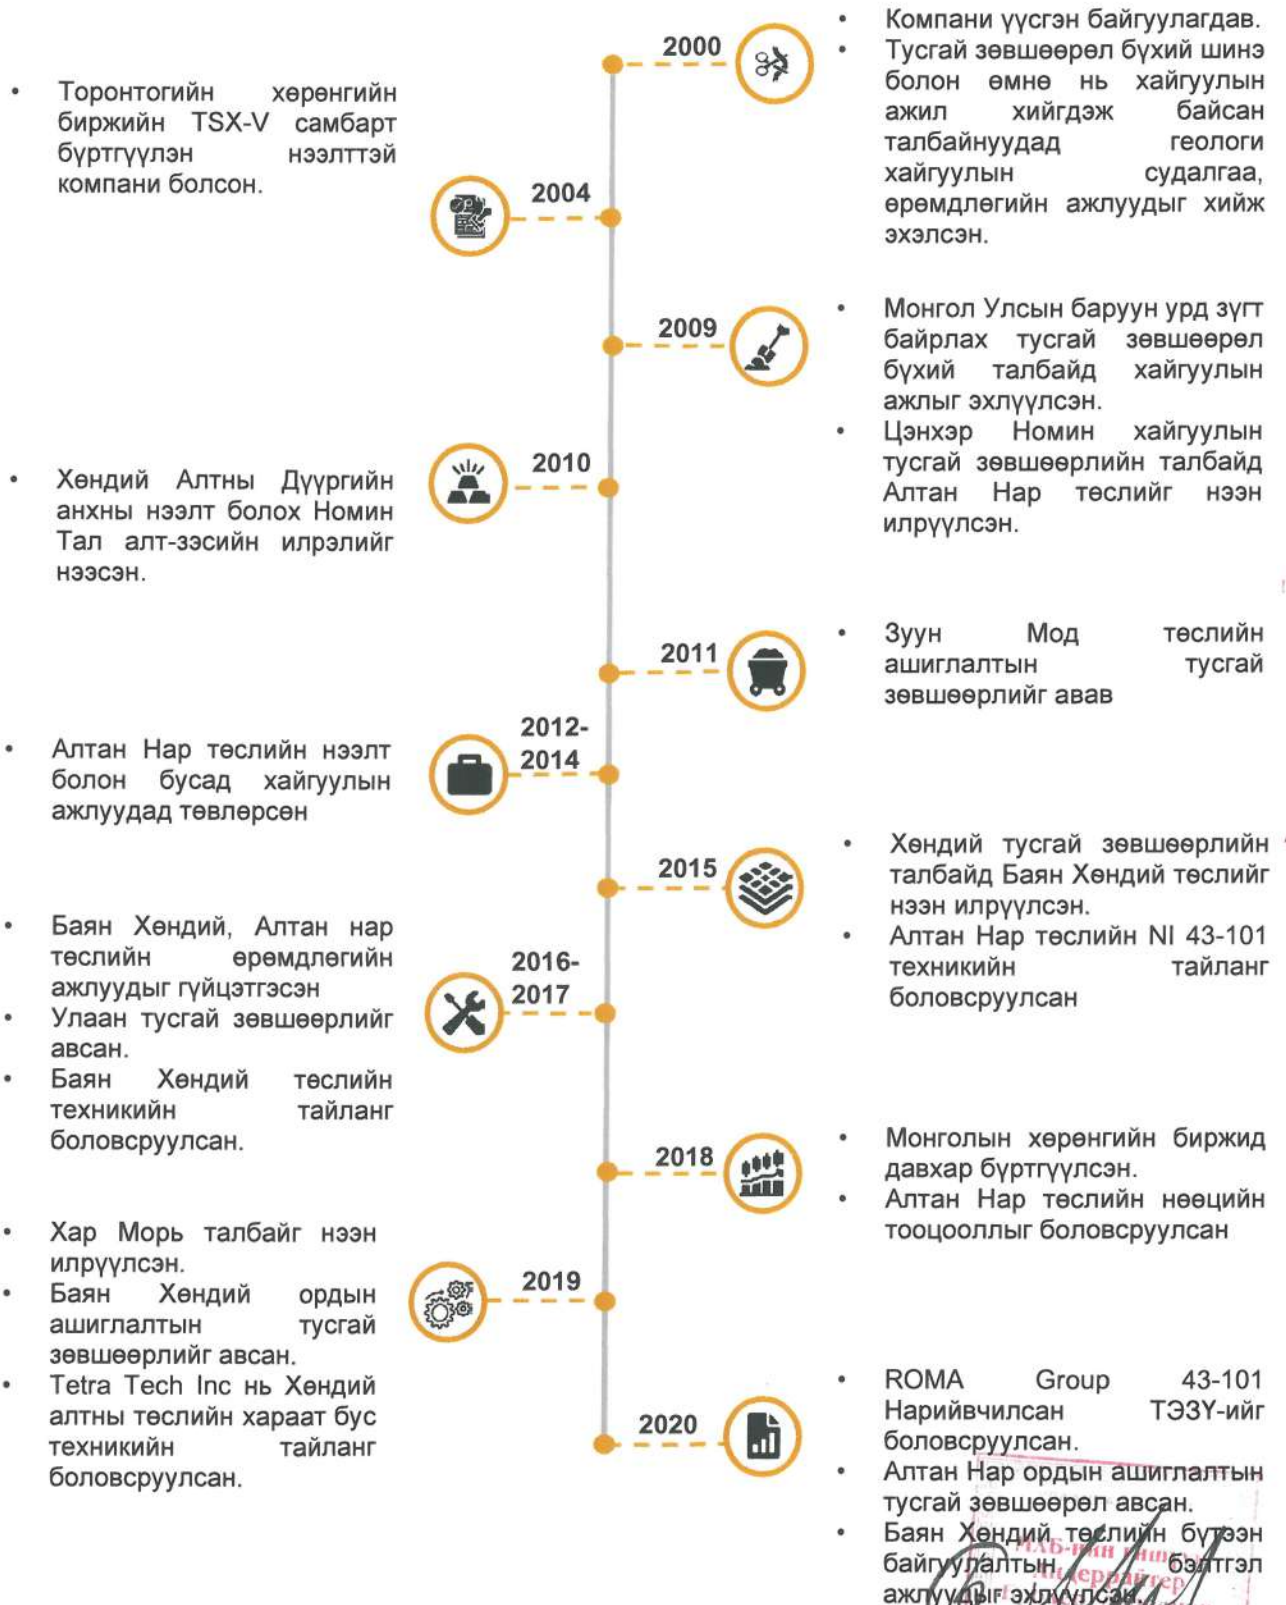 2000
• Компани үүсгэн байгуулагдав.
• Тусгай зөвшөөрөл бүхий шинэ
болон өмнө нь хайгуулын
ажил хийгдэж байсан
талбайнуудад геологи
хайгуулын судалгаа,
өрөмдлөгийн ажлуудыг хийж
эхэлсэн.
• Торонтогийн хөрөнгийн
биржийн TSX-V самбарт
бүртгүүлэн нээлттэй
компани болсон.
2004
2009
• Монгол Улсын баруун урд зүгт
байрлах тусгай зөвшөөрөл
бүхий талбайд хайгуулын
ажлыг эхлүүлсэн.
• Цэнхэр Номин хайгуулын
тусгай зөвшөөрлийн талбайд
Алтан Нар төслийг нээн
илрүүлсэн.
• Хөндий Алтны Дүүргийн
анхны нээлт болох Номин
Тал алт-зэсийн илрэлийг
нээсэн.
2010
2011
• Зуун Мод төслийн
ашиглалтын тусгай
зөвшөөрлийг авав
• Алтан Нар төслийн нээлт
болон бусад хайгуулын
ажлуудад төвлөрсөн
2012-
2014
2015
• Хөндий тусгай зөвшөөрлийн
талбайд Баян Хөндий төслийг
нээн илрүүлсэн.
• Алтан Нар төслийн NI 43-101
техникийн тайланг
боловсруулсан
• Баян Хөндий, Алтан нар
төслийн өрөмдлөгийн
ажлуудыг гүйцэтгэсэн
• Улаан тусгай зөвшөөрлийг
авсан.
• Баян Хөндий төслийн
техникийн тайланг
боловсруулсан.
2016-
2017
2018
• Монголын хөрөнгийн биржид
давхар бүртгүүлсэн.
• Алтан Нар төслийн нөөцийн
тооцооллыг боловсруулсан
• Хар Морь талбайг нээн
илрүүлсэн.
• Баян Хөндий ордын
ашиглалтын тусгай
зөвшөөрлийг авсан.
• Tetra Tech Inc нь Хөндий
алтны төслийн хараат бус
техникийн тайланг
боловсруулсан.
2019
2020
• ROMA Group 43-101
Нарийвчилсан ТЭЗҮ-ийг
боловсруулсан.
• Алтан Нар ордын ашиглалтын
тусгай зөвшөөрөл авсан.
• Баян Хөндий төслийн бүтээн
байгуулалтын бэлтгэл
ажлуудыг эхлүүлсэн.